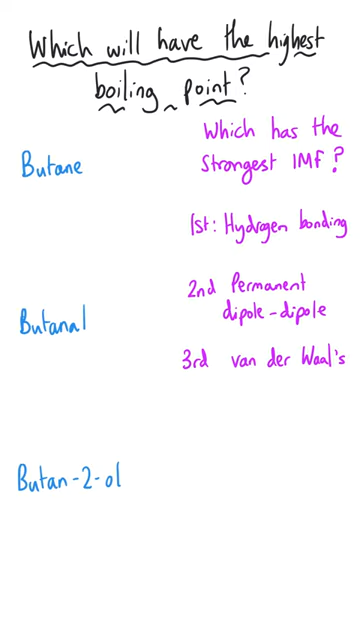 Which will have the highest
boiling point?
Which has the
strongest IMF?
Butane
1st: Hydrogen bonding
2nd Permanent
dipole-dipole
Butanal
3rd van der Waal's
Butan-2-ol